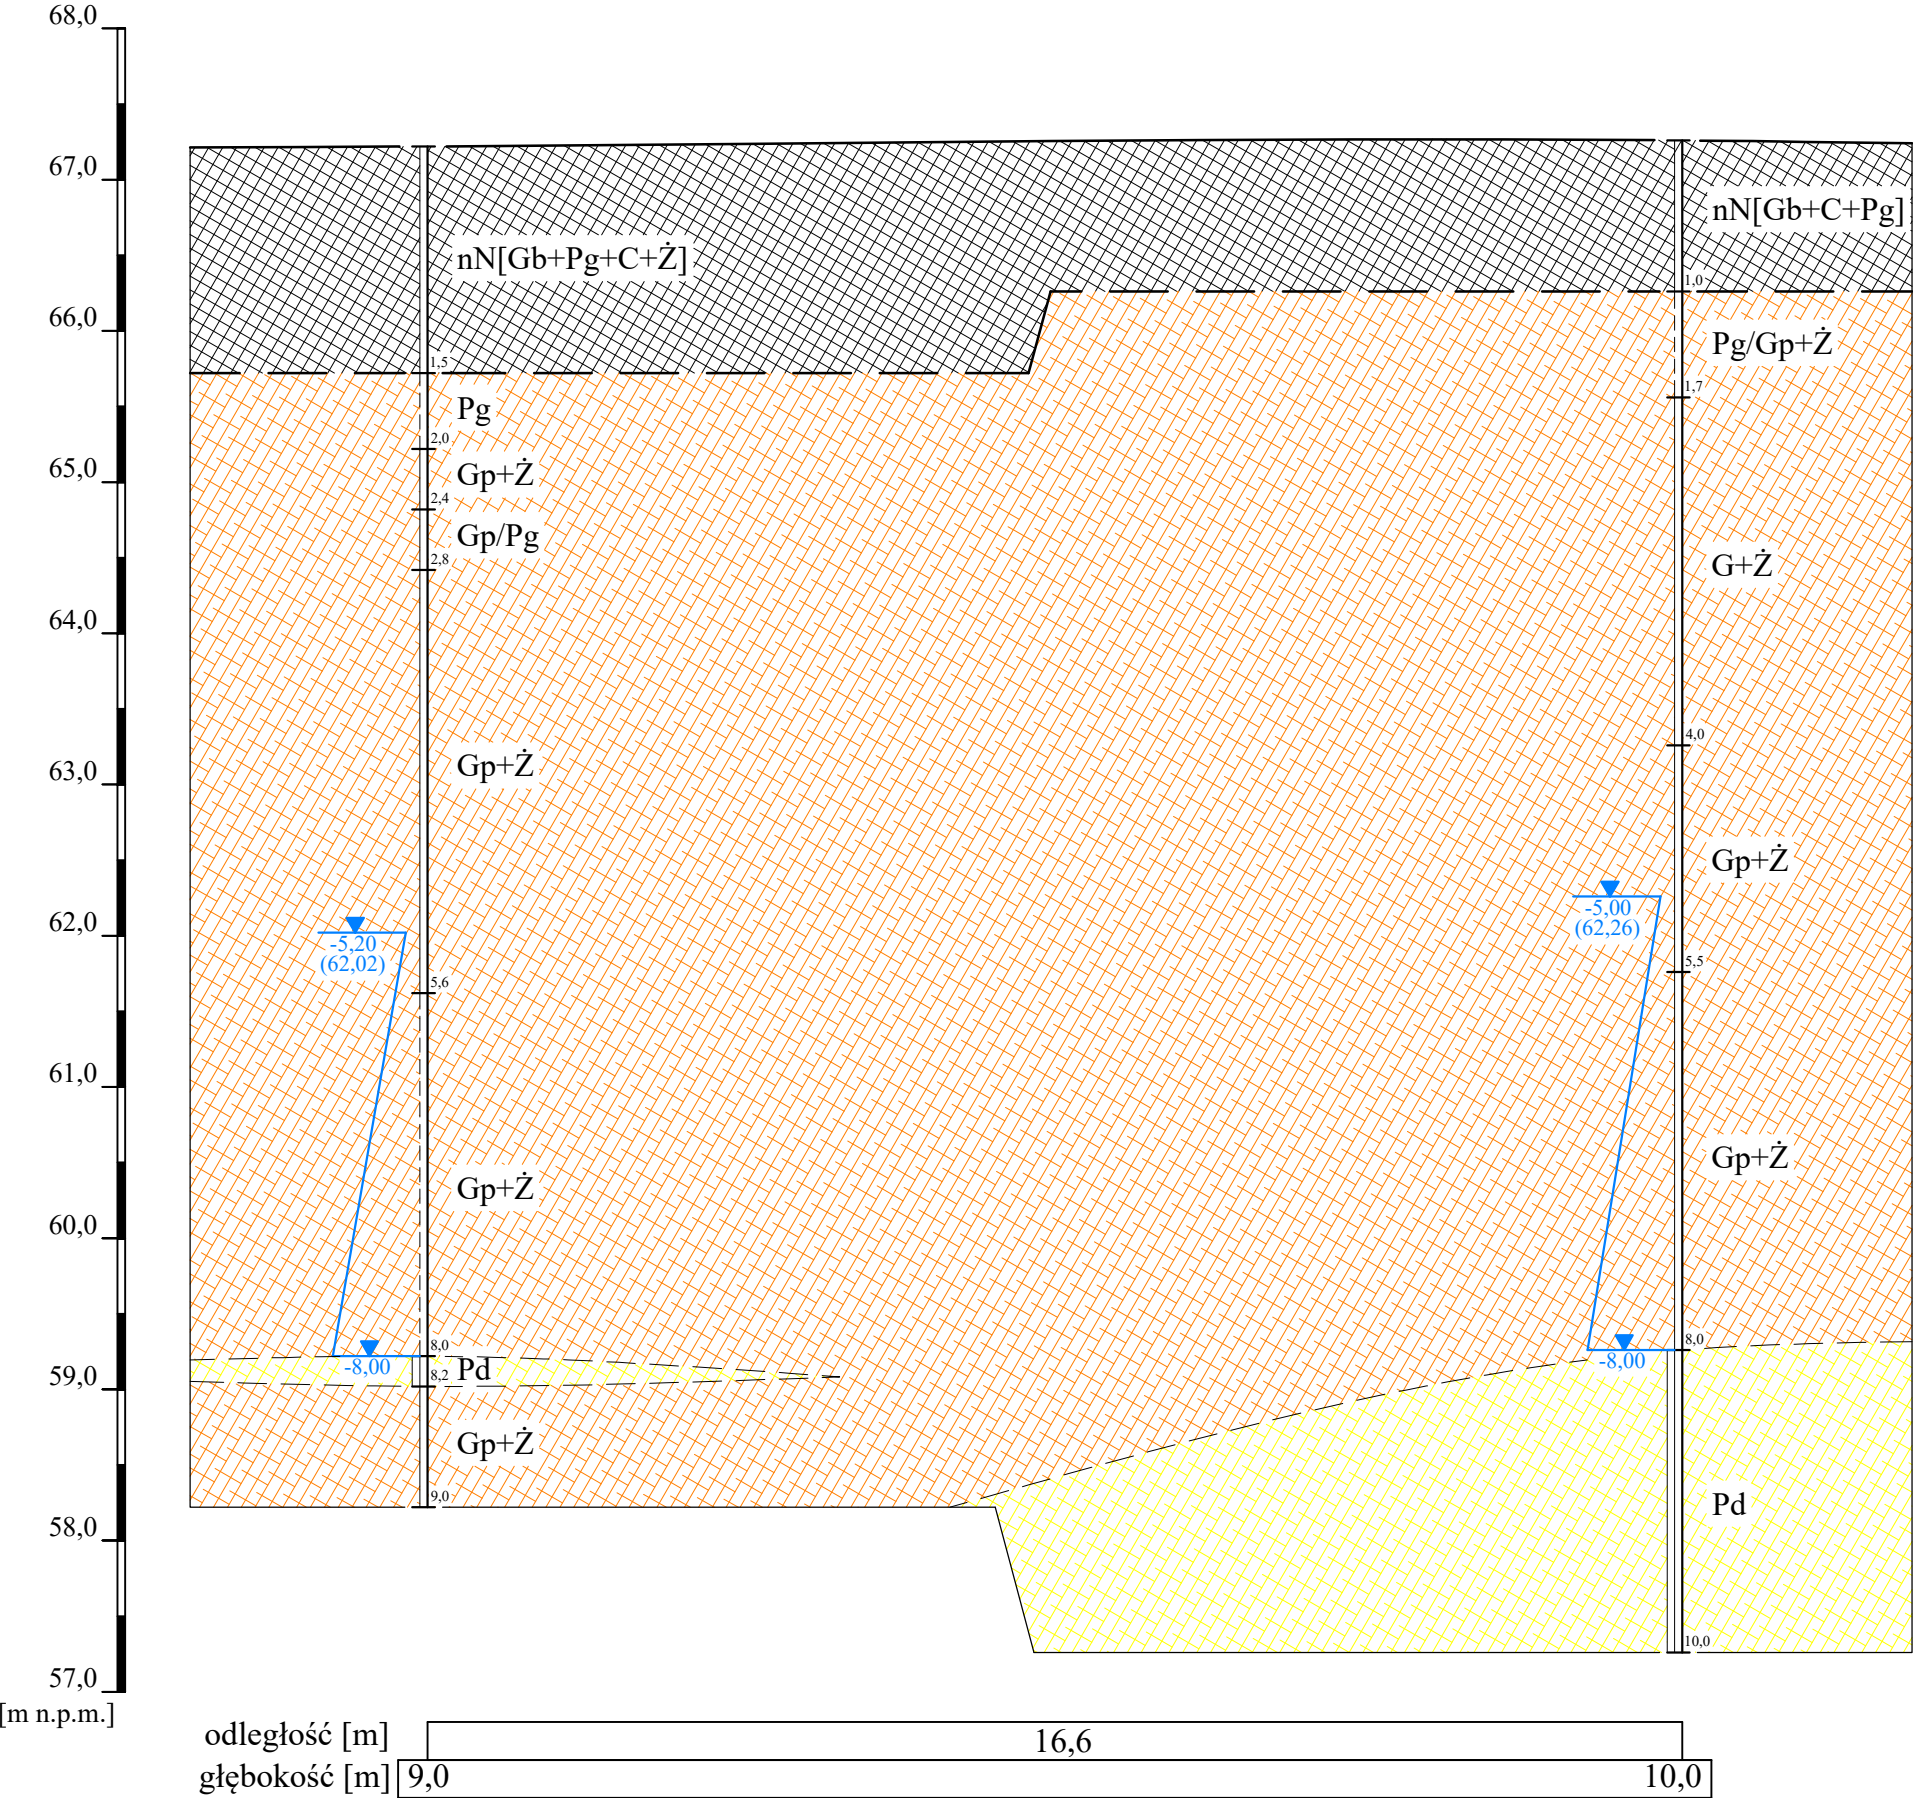 68,0
67,0
66,0
65,0
64,0
63,0
62,0
61,0
60,0
59,0
58,0
57,0
[m n.p.m.]
nN[Gb+Pg+C+Ż]
1,5
Pg
2,0
Gp+Ż
2,4
Gp/Pg
2,8
Gp+Ż
-5,20
(62,02)
5,6
Gp+Ż
8,0
-8,00
Pd
8,2
Gp+Ż
9,0
nN[Gb+C+Pg]
1,0
Pg/Gp+Ż
1,7
G+Ż
4,0
Gp+Ż
-5,00
(62,26)
5,5
Gp+Ż
8,0
-8,00
Pd
10,0
odległość [m] 16,6
głębokość [m] 9,0 10,0